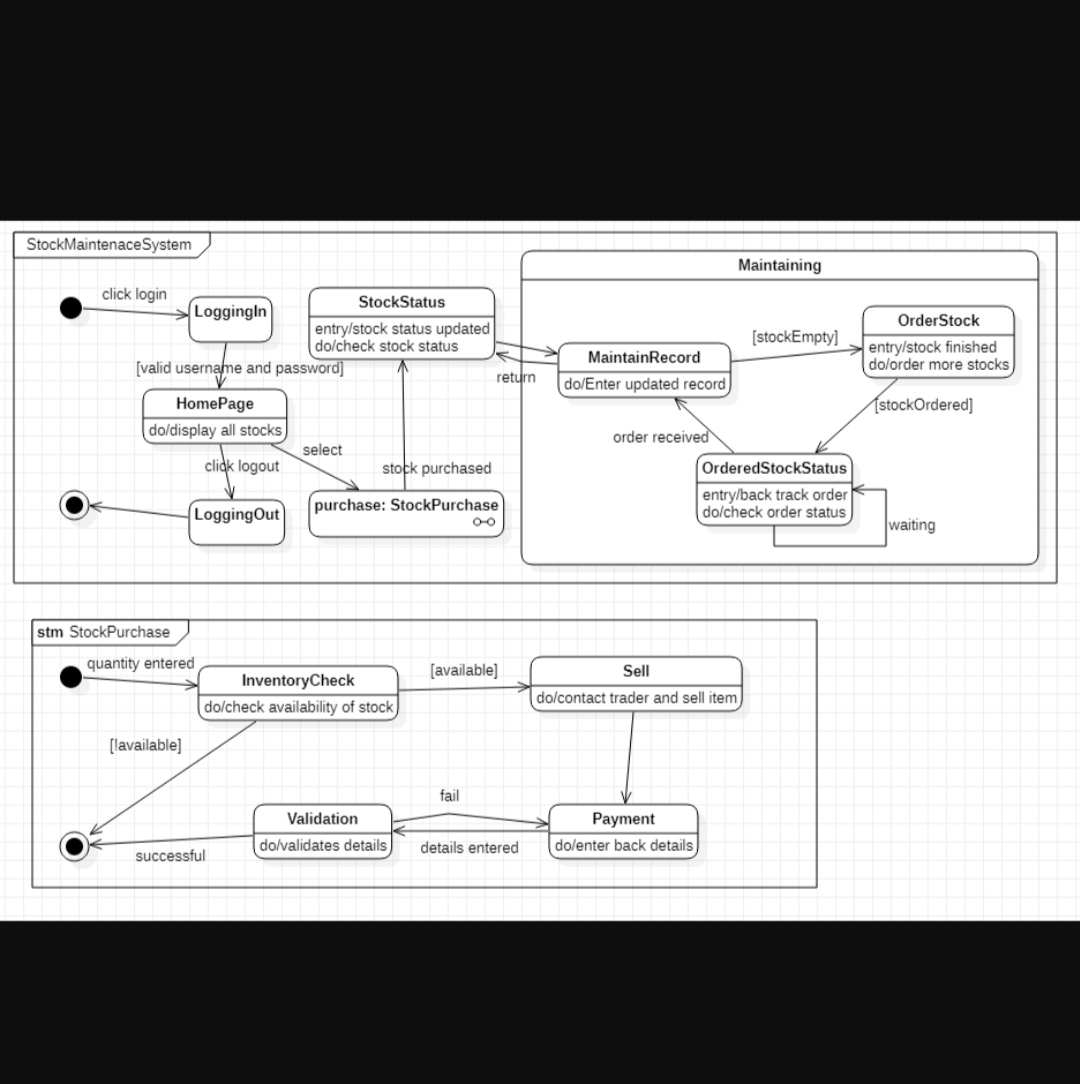 StockMaintenaceSystem
click login
LoggingIn
[valid username and password]
HomePage
do/display all stocks
click logout
LoggingOut
select
StockStatus
entry/stock status updated
do/check stock status
stock purchased
purchase: StockPurchase
return
Maintaining
MaintainRecord
do/Enter updated record
[stockEmpty]
OrderStock
entry/stock finished
do/order more stocks
[stockOrdered]
order received
OrderedStockStatus
entry/back track order
do/check order status
waiting
stm StockPurchase
quantity entered
InventoryCheck
do/check availability of stock
[available]
Sell
do/contact trader and sell item
[!available]
Validation
do/validates details
fail
details entered
Payment
do/enter back details
successful